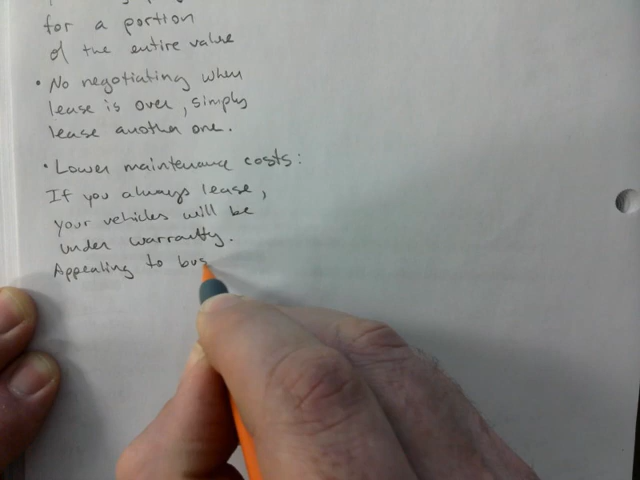 for a portion
of the entire value
• No negotiating when
lease is over, simply
lease another one.
• Lower maintenance costs:
If you always lease,
your vehicles will be
under warranty.
Appealing to bus